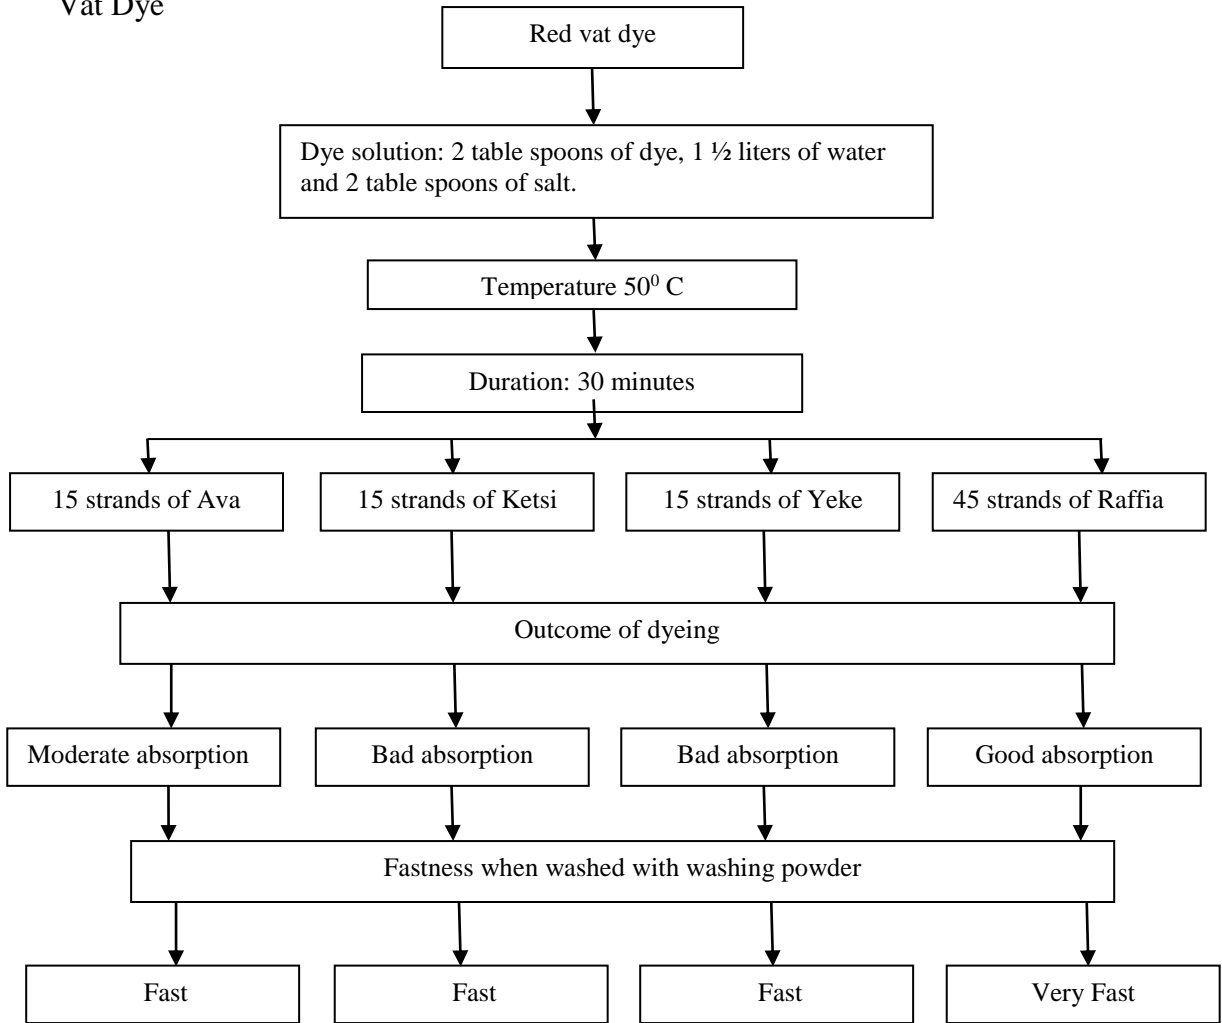 Vat Dye
Red vat dye
Dye solution: 2 table spoons of dye, 1 ½ liters of water
and 2 table spoons of salt.
Temperature 50⁰ C
Duration: 30 minutes
15 strands of Ava
15 strands of Ketsi
15 strands of Yeke
45 strands of Raffia
Outcome of dyeing
Moderate absorption
Bad absorption
Bad absorption
Good absorption
Fastness when washed with washing powder
Fast
Fast
Fast
Very Fast